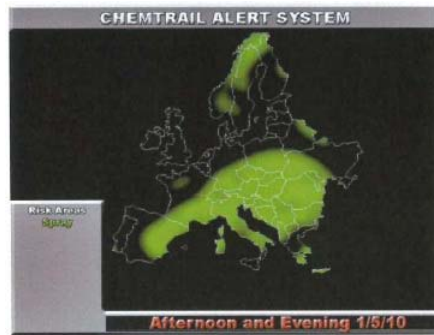 CHEMTRAIL ALERT SYSTEM
Risk Areas
Spray
Afternoon and Evening 1/5/10